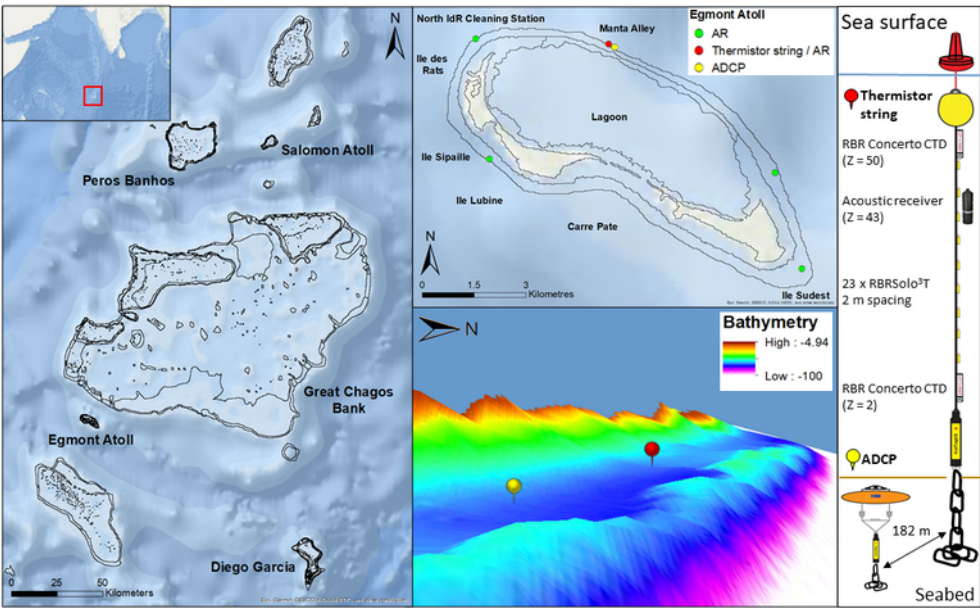 N
Salomon Atoll
Peros Banhos
Great Chagos
Bank
Egmont Atoll
Diego Garcia
0 25 50
Kilometers
North IdR Cleaning Station
Manta Alley
Ile des
Rats
Lagoon
Ile Sipaille
Ile Lubine
Carre Pate
Ile Sudest
N
0 1.5 3
Kilometres
Egmont Atoll
AR
Thermistor string / AR
ADCP
N
Bathymetry
High : -4.94
Low : -100
Sea surface
Thermistor
string
RBR Concerto CTD
(Z = 50)
Acoustic receiver
(Z = 43)
23 x RBRSolo³T
2 m spacing
RBR Concerto CTD
(Z = 2)
ADCP
182 m
Seabed